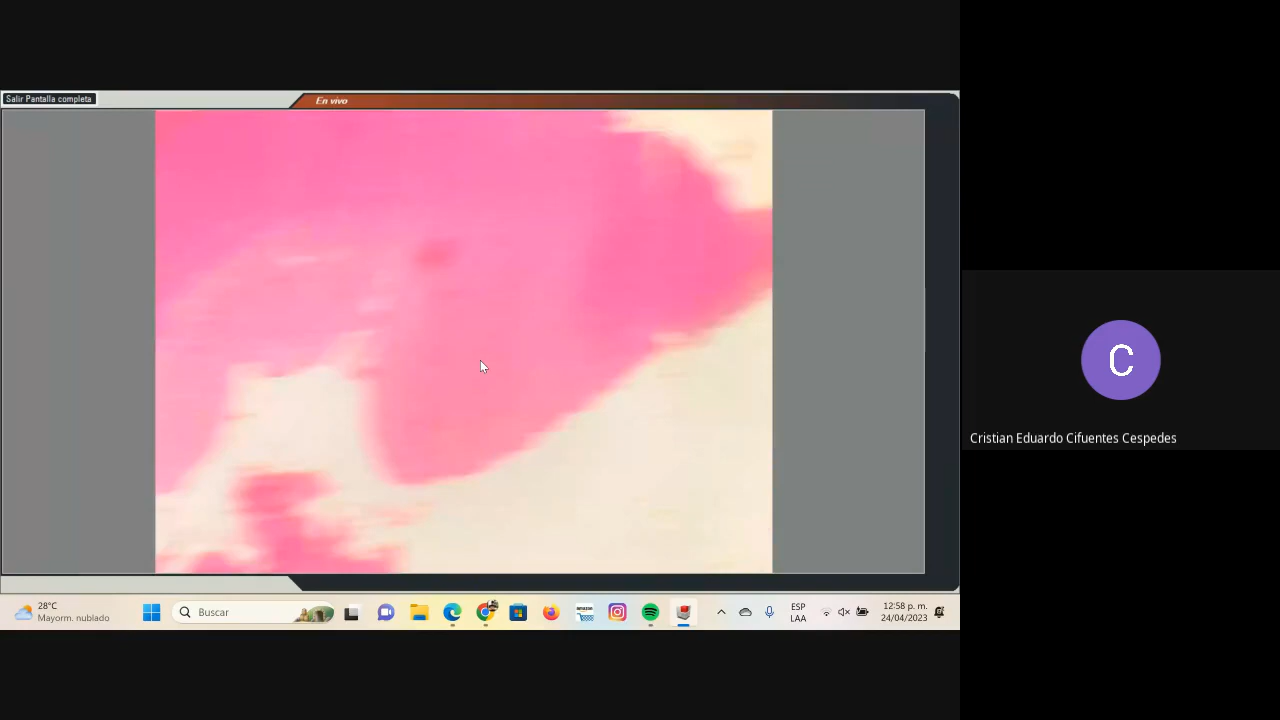 Salir Pantalla completa
En vivo
C
Cristian Eduardo Cifuentes Cespedes
28°C
Mayorm. nublado
Buscar
amazon
ESP
LAA
12:58 p. m.
24/04/2023